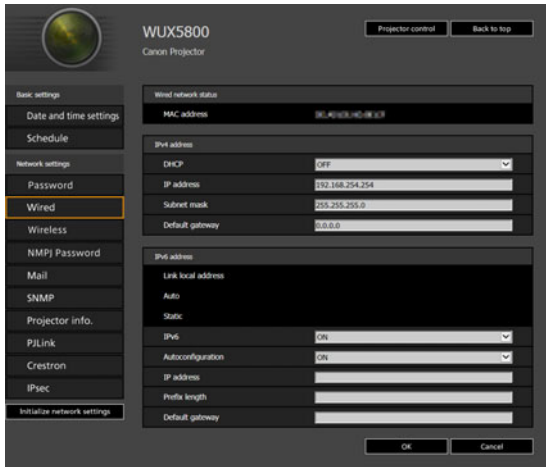 WUX5800
Canon Projector
Projector control
Back to top
Basic settings
Date and time settings
Schedule
Network settings
Password
Wired
Wireless
NMPJ Password
Mail
SNMP
Projector info.
PJLink
Crestron
IPsec
Initialize network settings
Wired network status
MAC address
IPv4 address
DHCP OFF
IP address 192.168.254.254
Subnet mask 255.255.255.0
Default gateway 0.0.0.0
IPv6 address
Link local address
Auto
Static
IPv6 ON
Autoconfiguration ON
IP address
Prefix length
Default gateway
OK Cancel